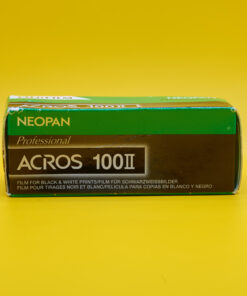 NEOPAN
Professional
ACROS 100II
FILM FOR BLACK & WHITE PRINTS/FILM FÜR SCHWARZWEISSBILDER
FILM POUR TIRAGES NOIR ET BLANC/PELICULA PARA COPIAS EN BLANCO Y NEGRO